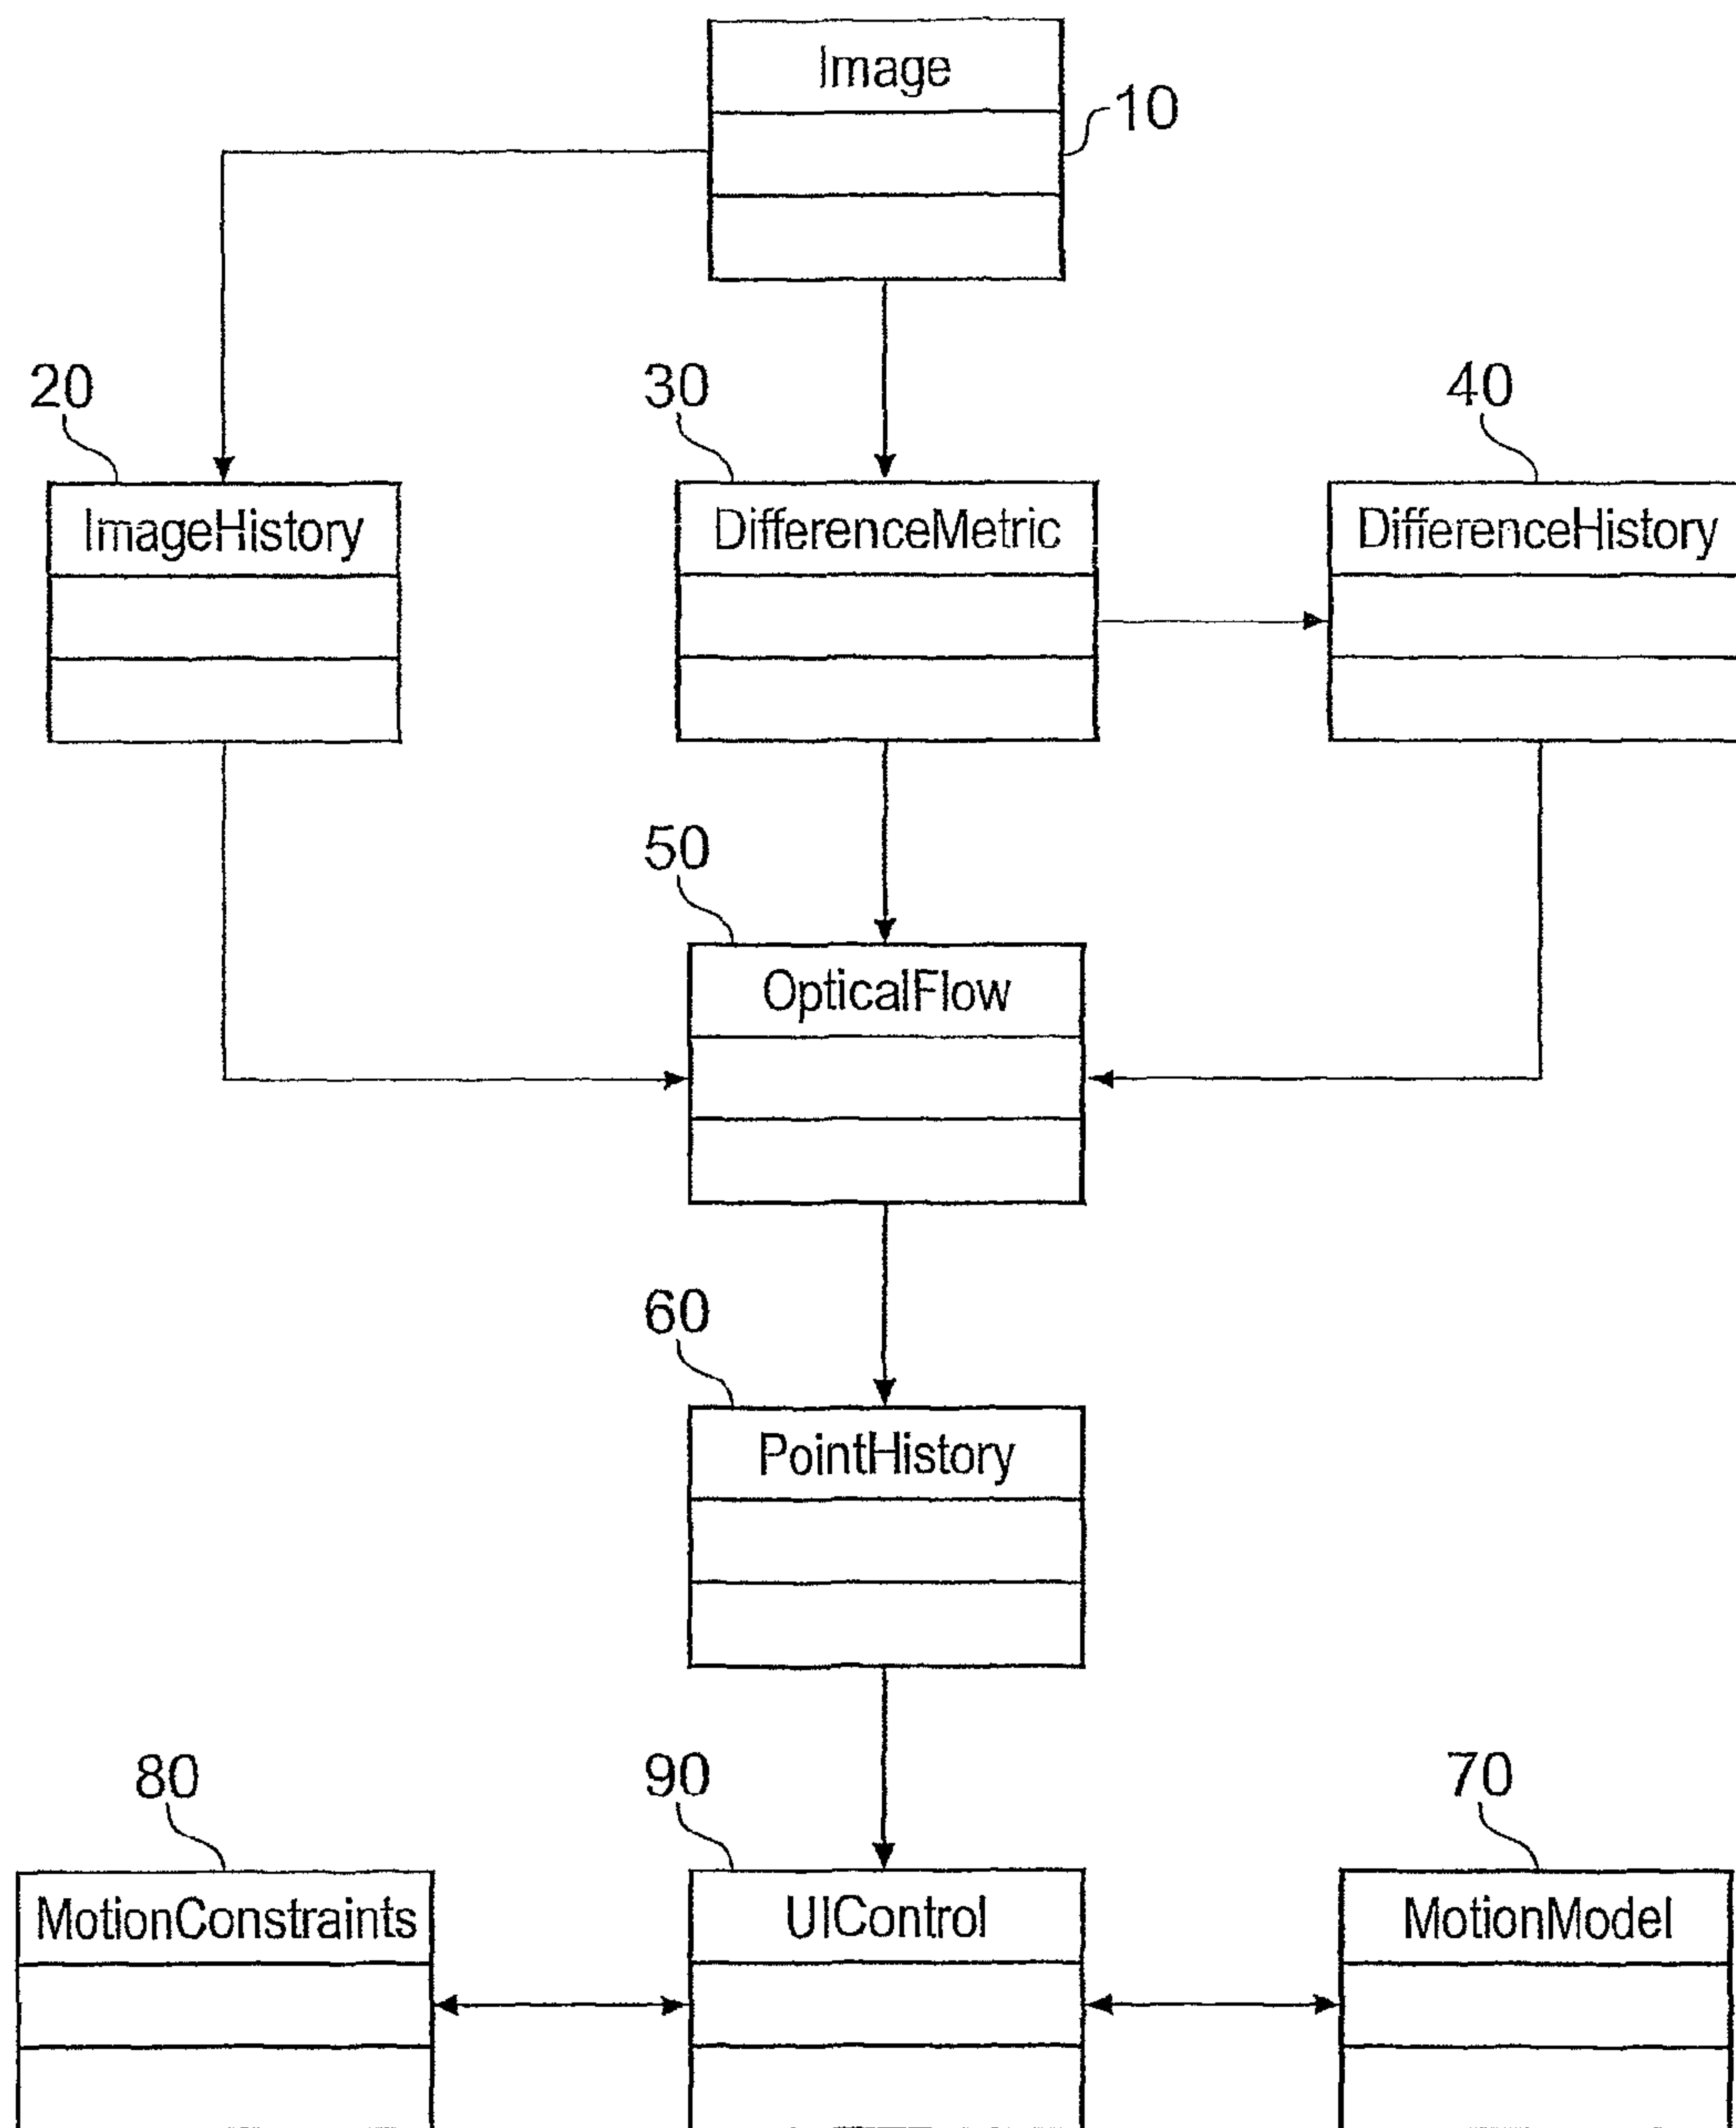 Image
10
20
30
40
ImageHistory
DifferenceMetric
DifferenceHistory
50
OpticalFlow
60
PointHistory
80
90
70
MotionConstraints
UIControl
MotionModel